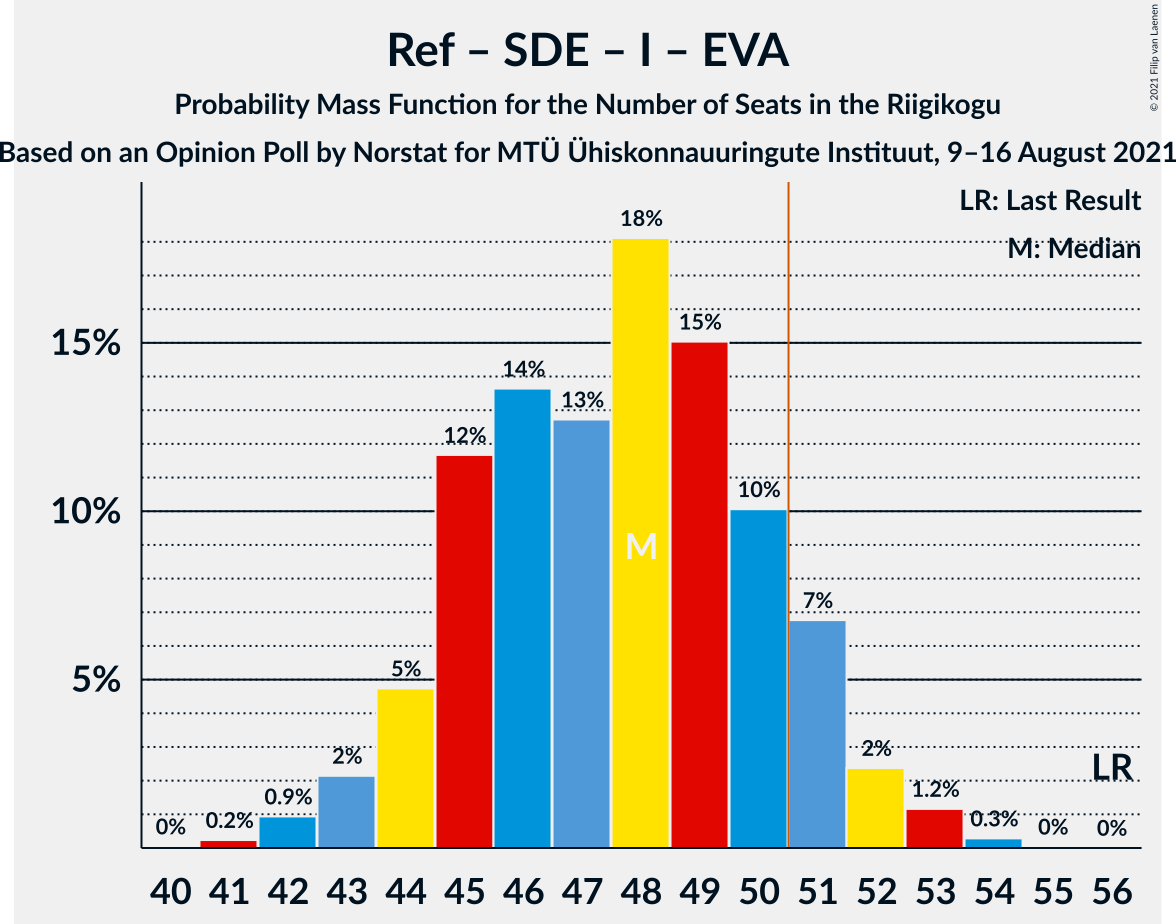 Ref – SDE – I – EVA
Probability Mass Function for the Number of Seats in the Riigikogu
Based on an Opinion Poll by Norstat for MTÜ Ühiskonnauuringute Instituut, 9–16 August 2021
© 2021 Filip van Laenen
LR: Last Result
M: Median
18%
15%
15%
14%
13%
12%
10%
10%
M
7%
5%
5%
2%
2%
LR
0.9%
1.2%
0% 0.2% 0.3% 0% 0%
40 41 42 43 44 45 46 47 48 49 50 51 52 53 54 55 56